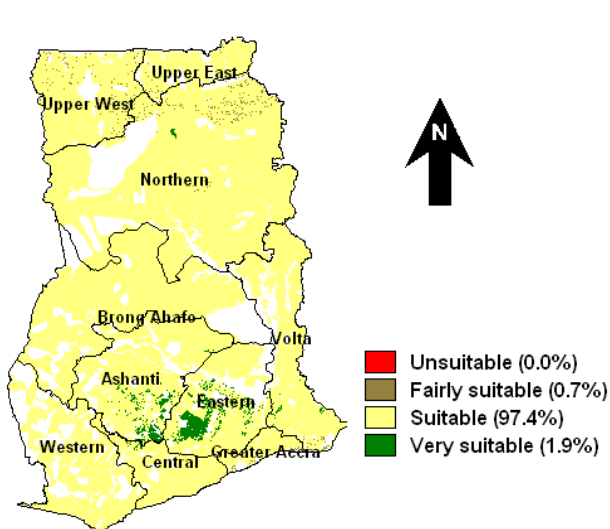 Upper East
Upper West
N
Northern
Brong Ahafo
Volta
Ashanti
Eastern
Western
Central
Greater Accra
Unsuitable (0.0%)
Fairly suitable (0.7%)
Suitable (97.4%)
Very suitable (1.9%)